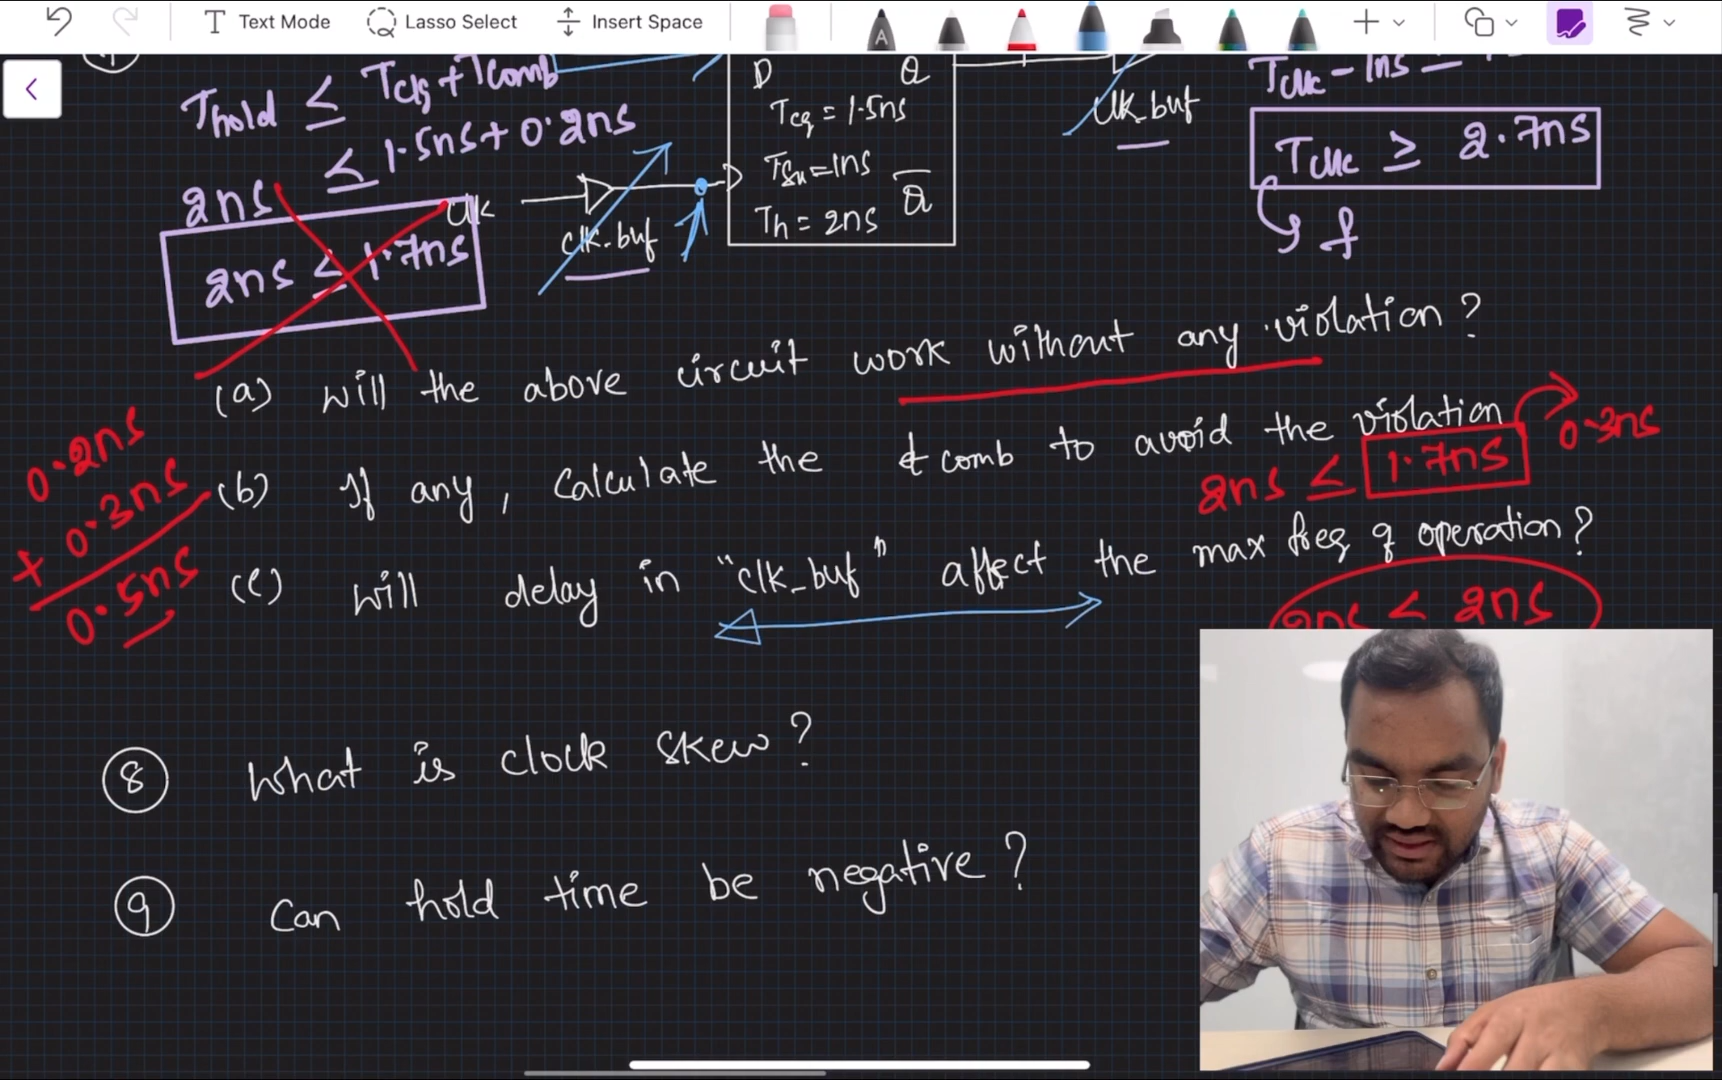 Text Mode
Lasso Select
Insert Space
A
Thold ≤ Tcq + Tcomb
≤ 1.5ns + 0.2ns
2ns
2ns ≤ 1.7ns
Clk
clk-buf
D Q
Tcq = 1.5ns
Tsu = 1ns
Th = 2ns Q
Clk_buf
Tclk - 1ns
Tclk ≥ 2.7ns
f
(a) Will the above circuit work without any violation?
(b) If any, Calculate the tcomb to avoid the violation
0.3ns
2ns ≤ 1.7ns
0.2ns
+ 0.3ns
0.5ns
(c) Will delay in "clk_buf" affect the max freq of operation?
2ns < 2ns
8 What is clock skew?
9 Can hold time be negative?